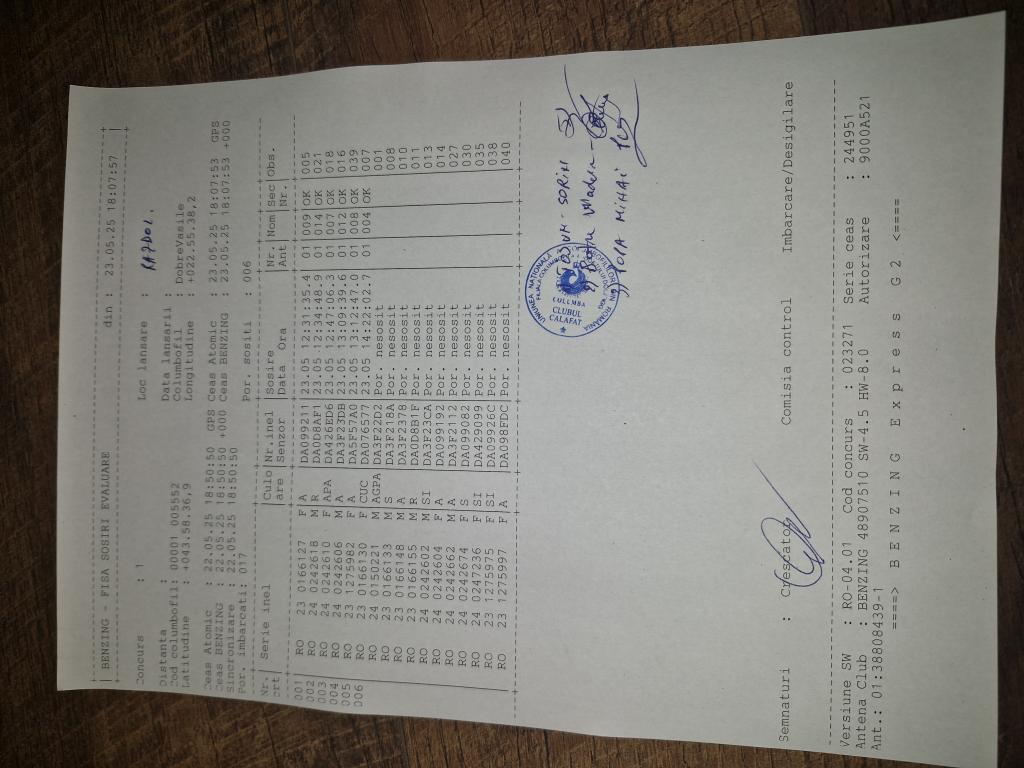 BENZING - FISA SOSIRI EVALUARE din : 23.05.25 18:07:57
Concurs : 1 Loc lansare : RAZDOL.
Distanta : Data lansarii :
Cod columbofil: 00001 005552 Columbofil : DobreVasile
Latitudine : +043.58.36,9 Longitudine : +022.55.38,2
Ceas Atomic : 22.05.25 18:50:50 GPS Ceas Atomic : 23.05.25 18:07:53 GPS
Ceas BENZING : 22.05.25 18:50:50 +000 Ceas BENZING : 23.05.25 18:07:53 +000
Sincronizare : 22.05.25 18:50:50
Por. imbarcati: 017 Por. sositi : 006
Nr. Serie inel Culo Nr.inel Sosire Nr. Nom Sec Obs.
crt are Senzor Data Ora Ant Nr.
001 RO 23 0166127 F A DA099211 23.05 12:31:35.4 01 009 OK 005
002 RO 24 0242618 M R DA0D8AF1 23.05 12:34:48.9 01 014 OK 021
003 RO 24 0242610 F APA DA426ED6 23.05 12:47:06.3 01 007 OK 018
004 RO 24 0242606 M A DA3F23DB 23.05 13:09:39.6 01 012 OK 016
005 RO 23 1275982 F A DA5F57A0 23.05 13:12:47.0 01 008 OK 039
006 RO 23 0166130 F CUC DA076577 23.05 14:22:02.7 01 004 OK 007
RO 24 0150221 M AGPA DA3F22D2 Por. nesosit 001
RO 23 0166133 M S DA3F218A Por. nesosit 008
RO 23 0166148 M A DA3F2378 Por. nesosit 010
RO 23 0166155 M R DA0D8B1F Por. nesosit 011
RO 24 0242602 M SI DA3F23CA Por. nesosit 013
RO 24 0242604 F A DA099192 Por. nesosit 014
RO 24 0242662 M A DA3F2112 Por. nesosit 027
RO 24 0242674 F S DA099082 Por. nesosit 030
RO 24 0247236 F SI DA429099 Por. nesosit 035
RO 23 1275975 F SI DA09926C Por. nesosit 038
RO 23 1275997 F A DA098FDC Por. nesosit 040
UNIUNEA NATIONALA
COLUMBA
CLUBUL
CALAFAT
ROMANIA
SORIN
MIHAI
Semnaturi : Crescator Comisia control Imbarcare/Desigilare
Versiune SW : RO-04.01 Cod concurs : 023271 Serie ceas : 244951
Antena Club : BENZING 48907510 SW-4.5 HW-8.0 Autorizare : 9000A521
Ant.: 01:38808439-1
====> B E N Z I N G E x p r e s s G 2 <====